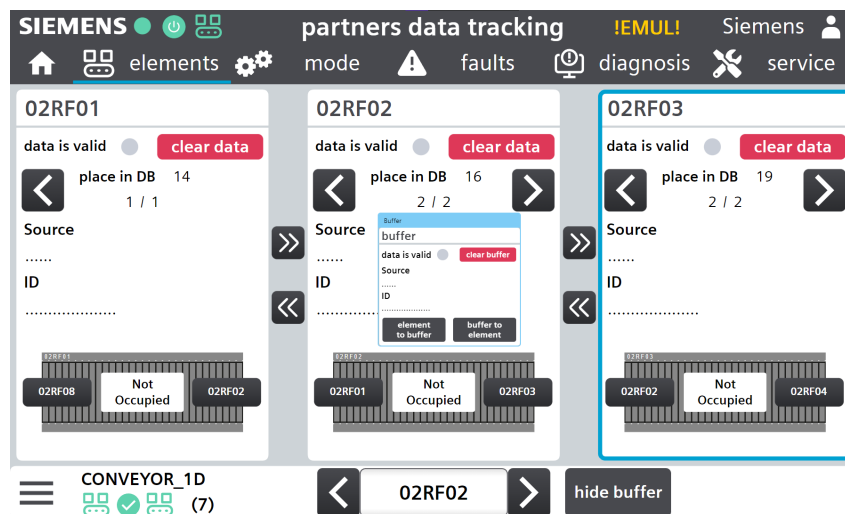 SIEMENS partners data tracking !EMUL! Siemens
elements mode faults diagnosis service
02RF01
data is valid clear data
place in DB 14
1 / 1
Source
......
ID
....................
02RF01
02RF08 Not Occupied 02RF02
02RF02
data is valid clear data
place in DB 16
2 / 2
Source
......
ID
Buffer
buffer
data is valid clear buffer
Source
......
ID
....................
element to buffer
buffer to element
02RF02
02RF01 Not Occupied 02RF03
02RF03
data is valid clear data
place in DB 19
2 / 2
Source
......
ID
....................
02RF03
02RF02 Not Occupied 02RF04
CONVEYOR_1D
(7)
02RF02
hide buffer